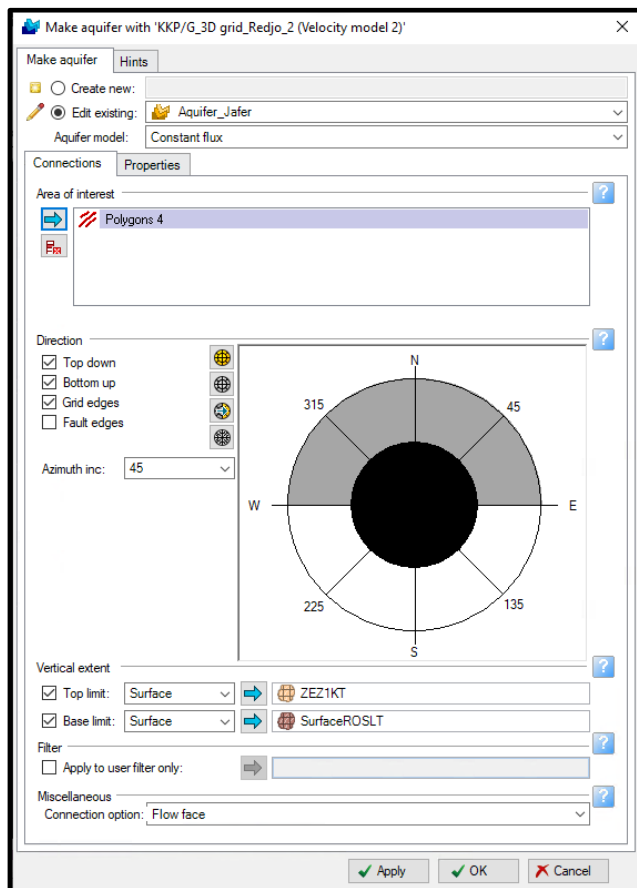 Make aquifer with 'KKP/G_3D grid_Redjo_2 (Velocity model 2)'
Make aquifer Hints
Create new:
Edit existing: Aquifer_Jafer
Aquifer model: Constant flux
Connections Properties
Area of interest ?
Polygons 4
Direction ?
Top down
Bottom up
Grid edges
Fault edges
Azimuth inc: 45
N
315 45
W E
225 135
S
Vertical extent ?
Top limit: Surface ZEZ1KT
Base limit: Surface SurfaceROSLT
Filter ?
Apply to user filter only:
Miscellaneous ?
Connection option: Flow face
Apply OK Cancel